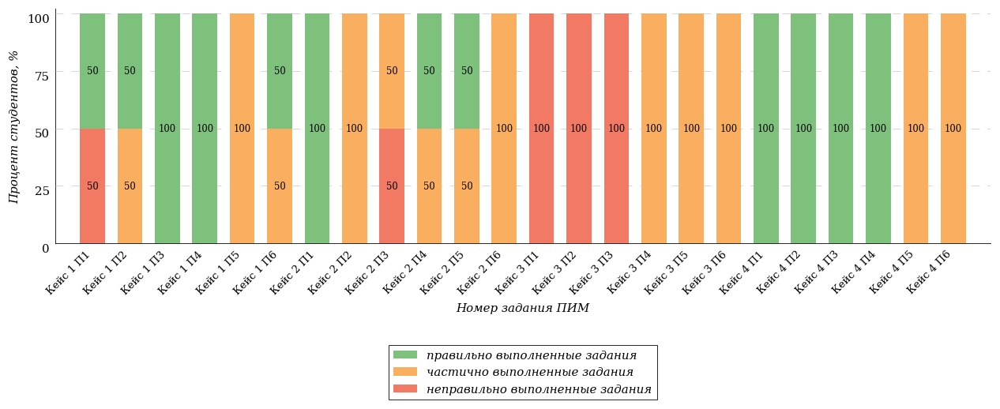 Процент студентов, %
100
75
50
25
0
50 50 50 50 50 50
100 100 100 100 100 100 100 100 100 100 100 100 100 100 100 100 100 100
50 50 50 50 50 50
Кейс 1 П1
Кейс 1 П2
Кейс 1 П3
Кейс 1 П4
Кейс 1 П5
Кейс 1 П6
Кейс 2 П1
Кейс 2 П2
Кейс 2 П3
Кейс 2 П4
Кейс 2 П5
Кейс 2 П6
Кейс 3 П1
Кейс 3 П2
Кейс 3 П3
Кейс 3 П4
Кейс 3 П5
Кейс 3 П6
Кейс 4 П1
Кейс 4 П2
Кейс 4 П3
Кейс 4 П4
Кейс 4 П5
Кейс 4 П6
Номер задания ПИМ
правильно выполненные задания
частично выполненные задания
неправильно выполненные задания